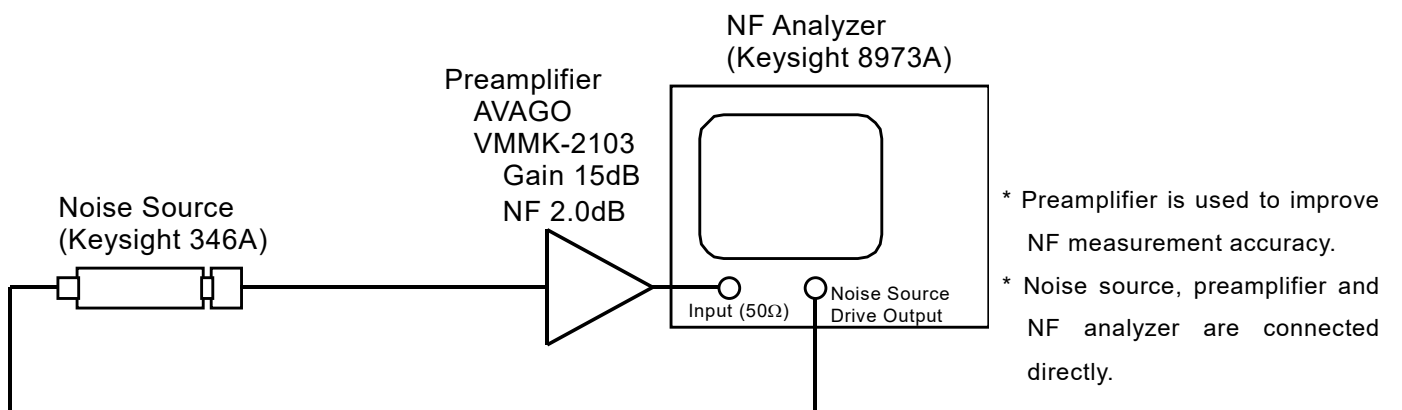 NF Analyzer
(Keysight 8973A)
Preamplifier
AVAGO
VMMK-2103
Gain 15dB
NF 2.0dB
Noise Source
(Keysight 346A)
Input (50Ω)
Noise Source
Drive Output
* Preamplifier is used to improve
NF measurement accuracy.
* Noise source, preamplifier and
NF analyzer are connected
directly.